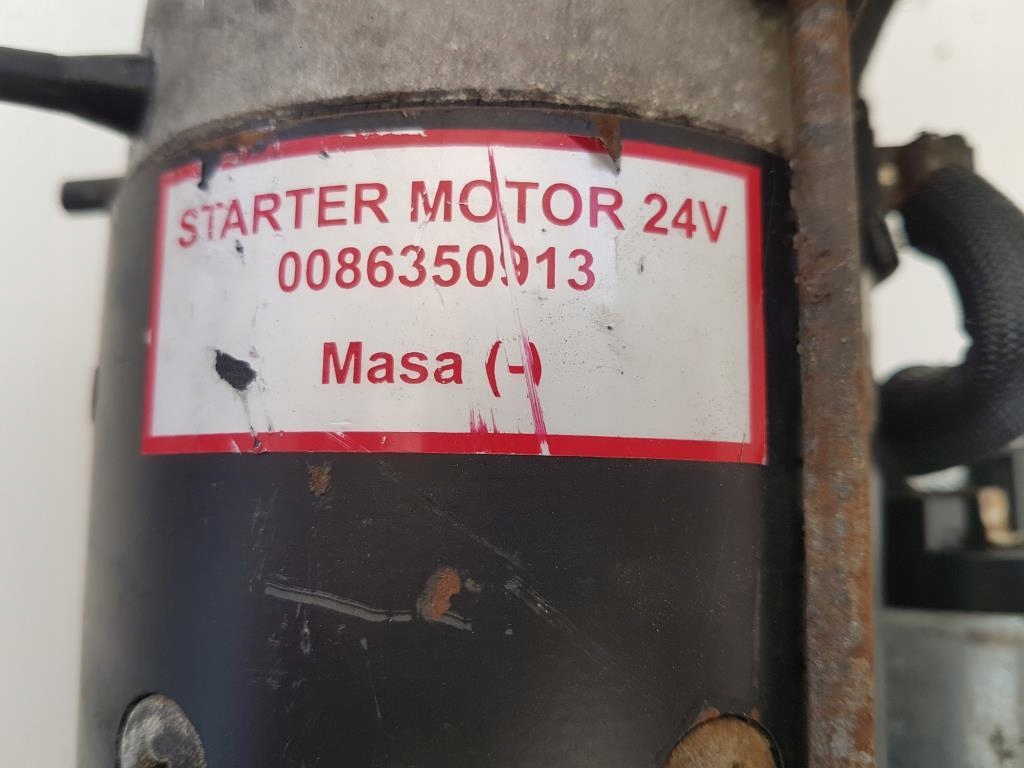 STARTER MOTOR 24V
0086350913
Masa (-)